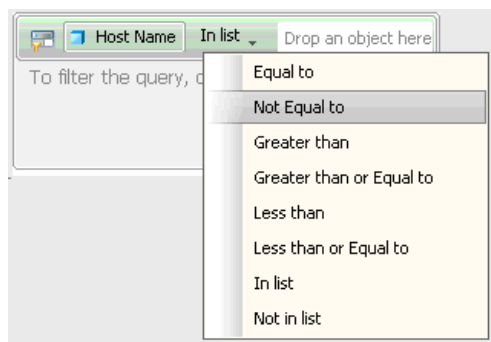 Host Name In list Drop an object here
To filter the query,
Equal to
Not Equal to
Greater than
Greater than or Equal to
Less than
Less than or Equal to
In list
Not in list